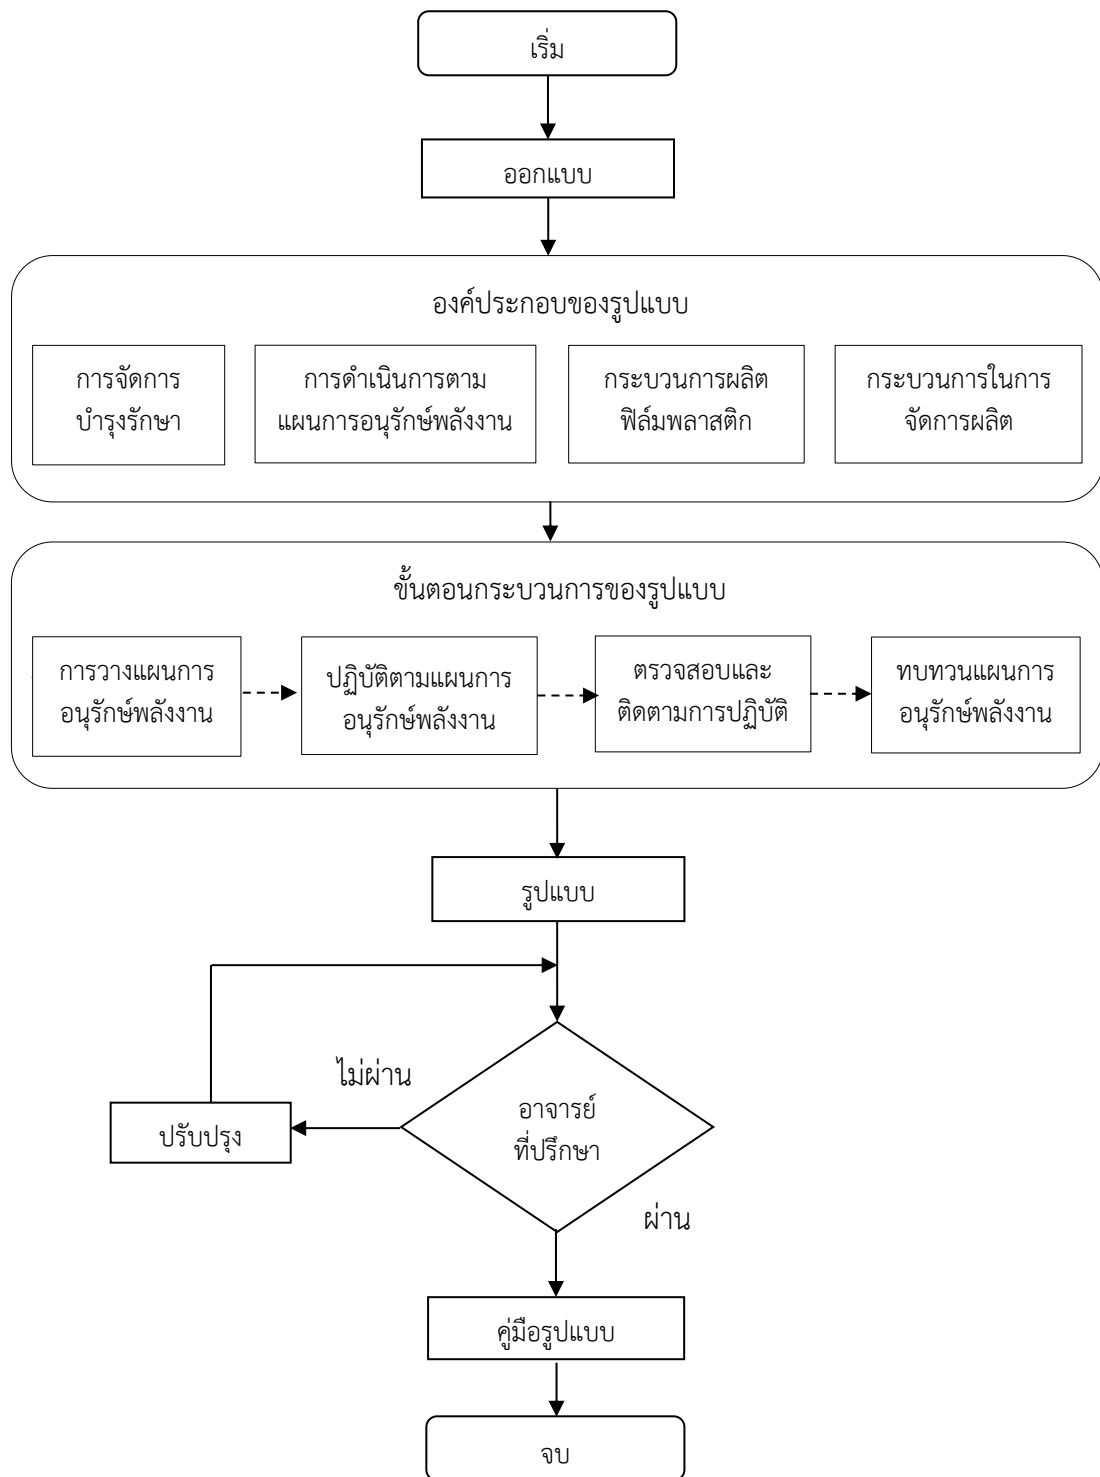 เริ่ม
ออกแบบ
องค์ประกอบของรูปแบบ
การจัดการ
บำรุงรักษา
การดำเนินการตาม
แผนการอนุรักษ์พลังงาน
กระบวนการผลิต
ฟิล์มพลาสติก
กระบวนการในการ
จัดการผลิต
ขั้นตอนกระบวนการของรูปแบบ
การวางแผนการ
อนุรักษ์พลังงาน
ปฏิบัติตามแผนการ
อนุรักษ์พลังงาน
ตรวจสอบและ
ติดตามการปฏิบัติ
ทบทวนแผนการ
อนุรักษ์พลังงาน
รูปแบบ
ไม่ผ่าน
ปรับปรุง
อาจารย์
ที่ปรึกษา
ผ่าน
คู่มือรูปแบบ
จบ